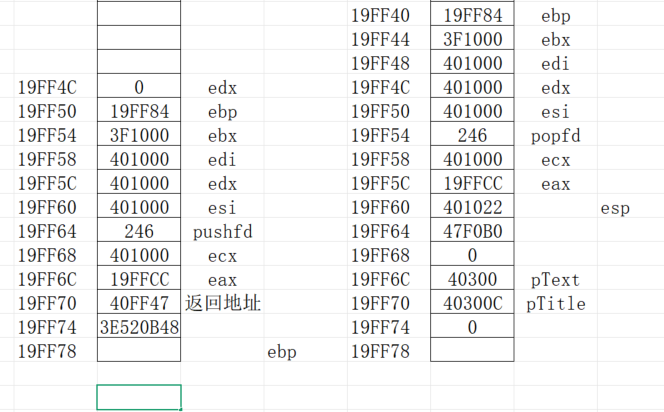 19FF40 19FF84 ebp
19FF44 3F1000 ebx
19FF48 401000 edi
19FF4C 0 edx 19FF4C 401000 edx
19FF50 19FF84 ebp 19FF50 401000 esi
19FF54 3F1000 ebx 19FF54 246 popfd
19FF58 401000 edi 19FF58 401000 ecx
19FF5C 401000 edx 19FF5C 19FFCC eax
19FF60 401000 esi 19FF60 401022 esp
19FF64 246 pushfd 19FF64 47F0B0
19FF68 401000 ecx 19FF68 0
19FF6C 19FFCC eax 19FF6C 40300 pText
19FF70 40FF47 返回地址 19FF70 40300C pTitle
19FF74 3E520B48 19FF74 0
19FF78 ebp 19FF78